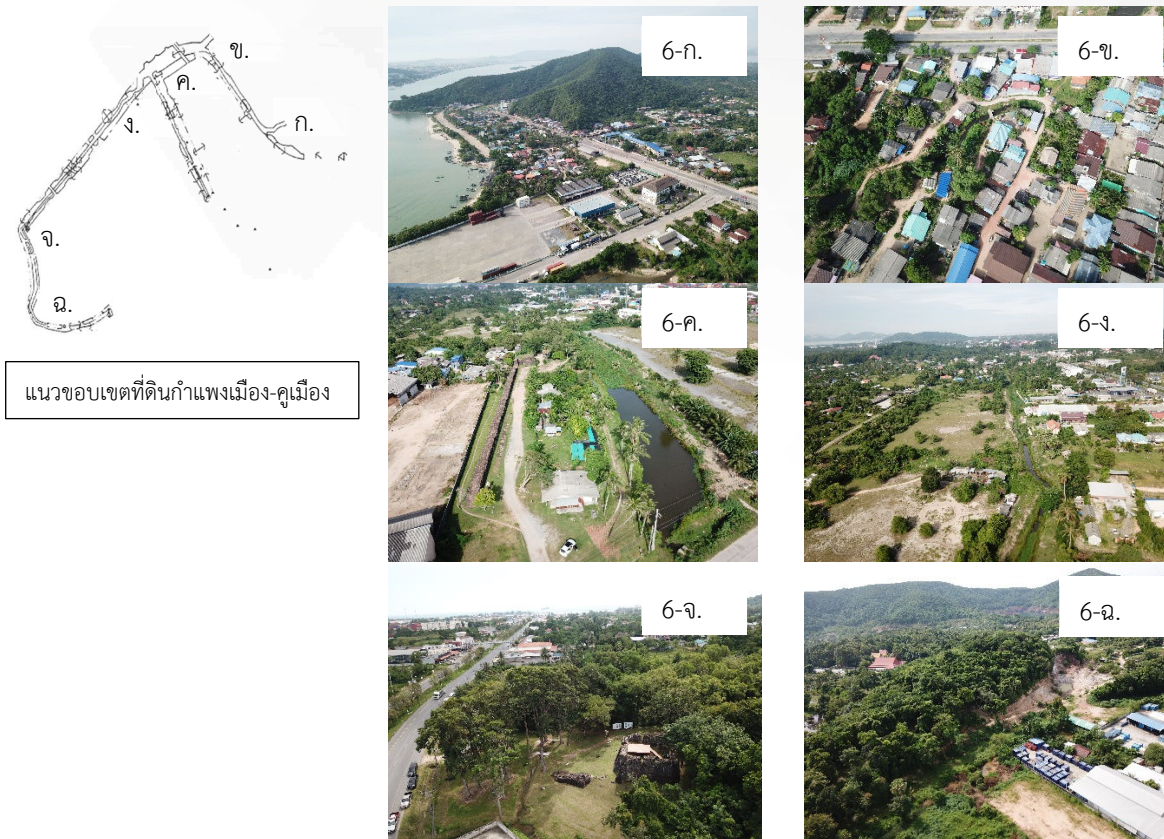 ข.
ค.
ง.
ก.
จ.
ฉ.
แนวขอบเขตที่ดินกำแพงเมือง-คูเมือง
6-ก.
6-ข.
6-ค.
6-ง.
6-จ.
6-ฉ.